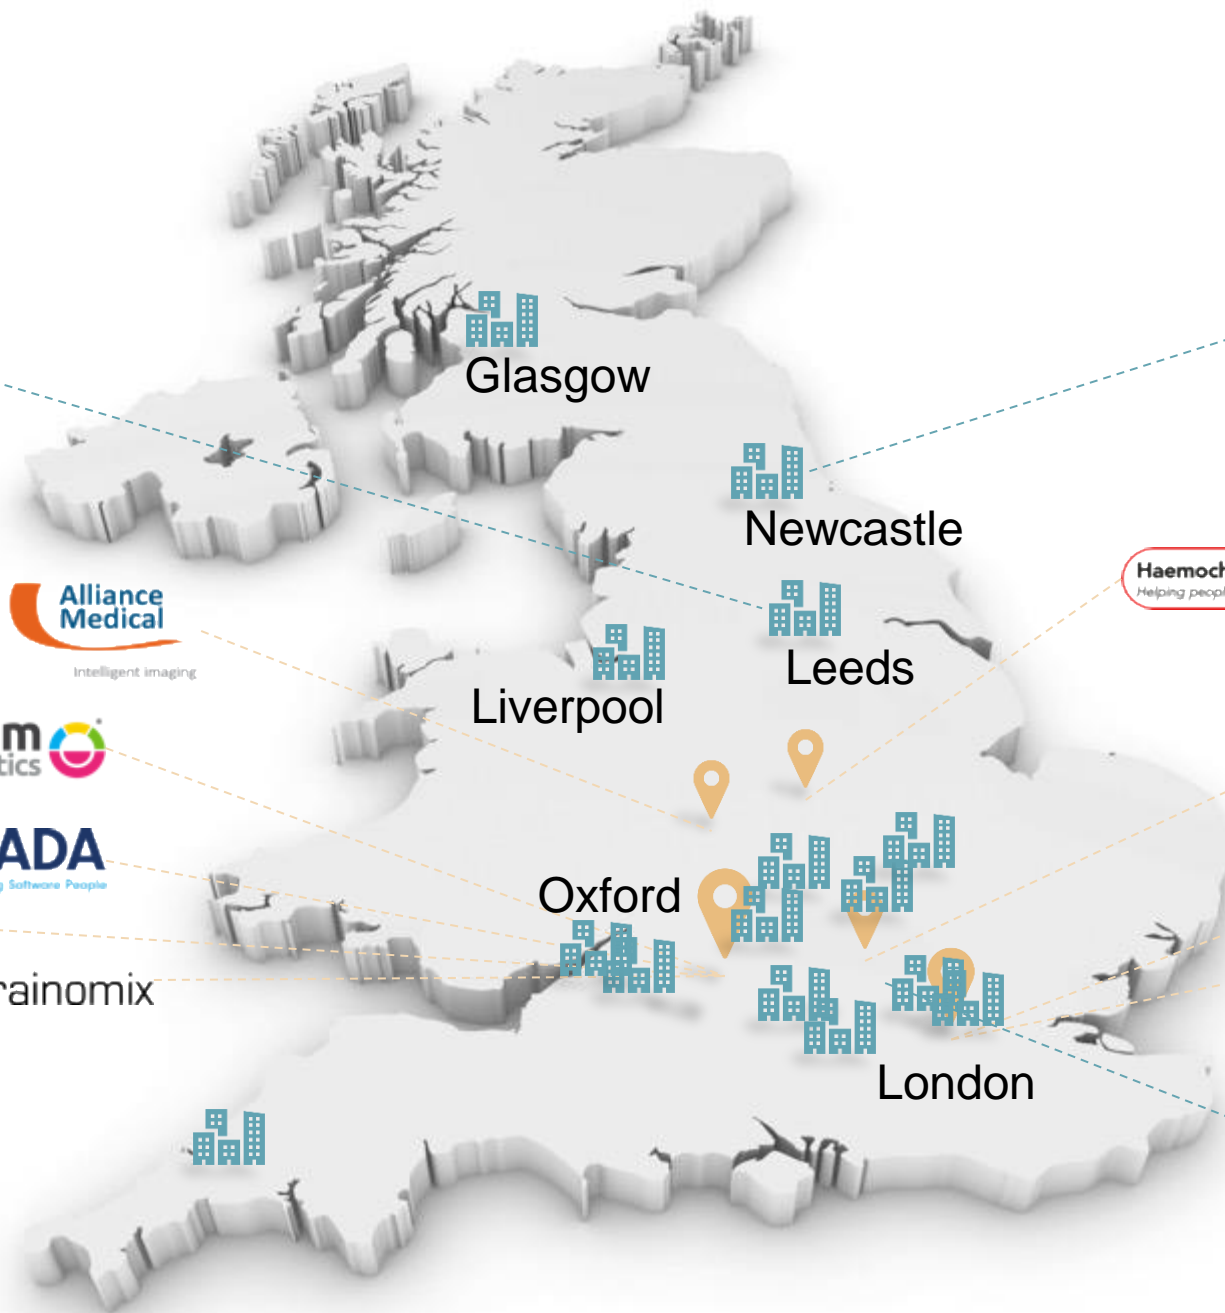 Glasgow
Newcastle
Haemoch
Helping peopl
Alliance
Medical
Intelligent imaging
Leeds
Liverpool
m
tics
ADA
g Software People
Oxford
rainomix
London